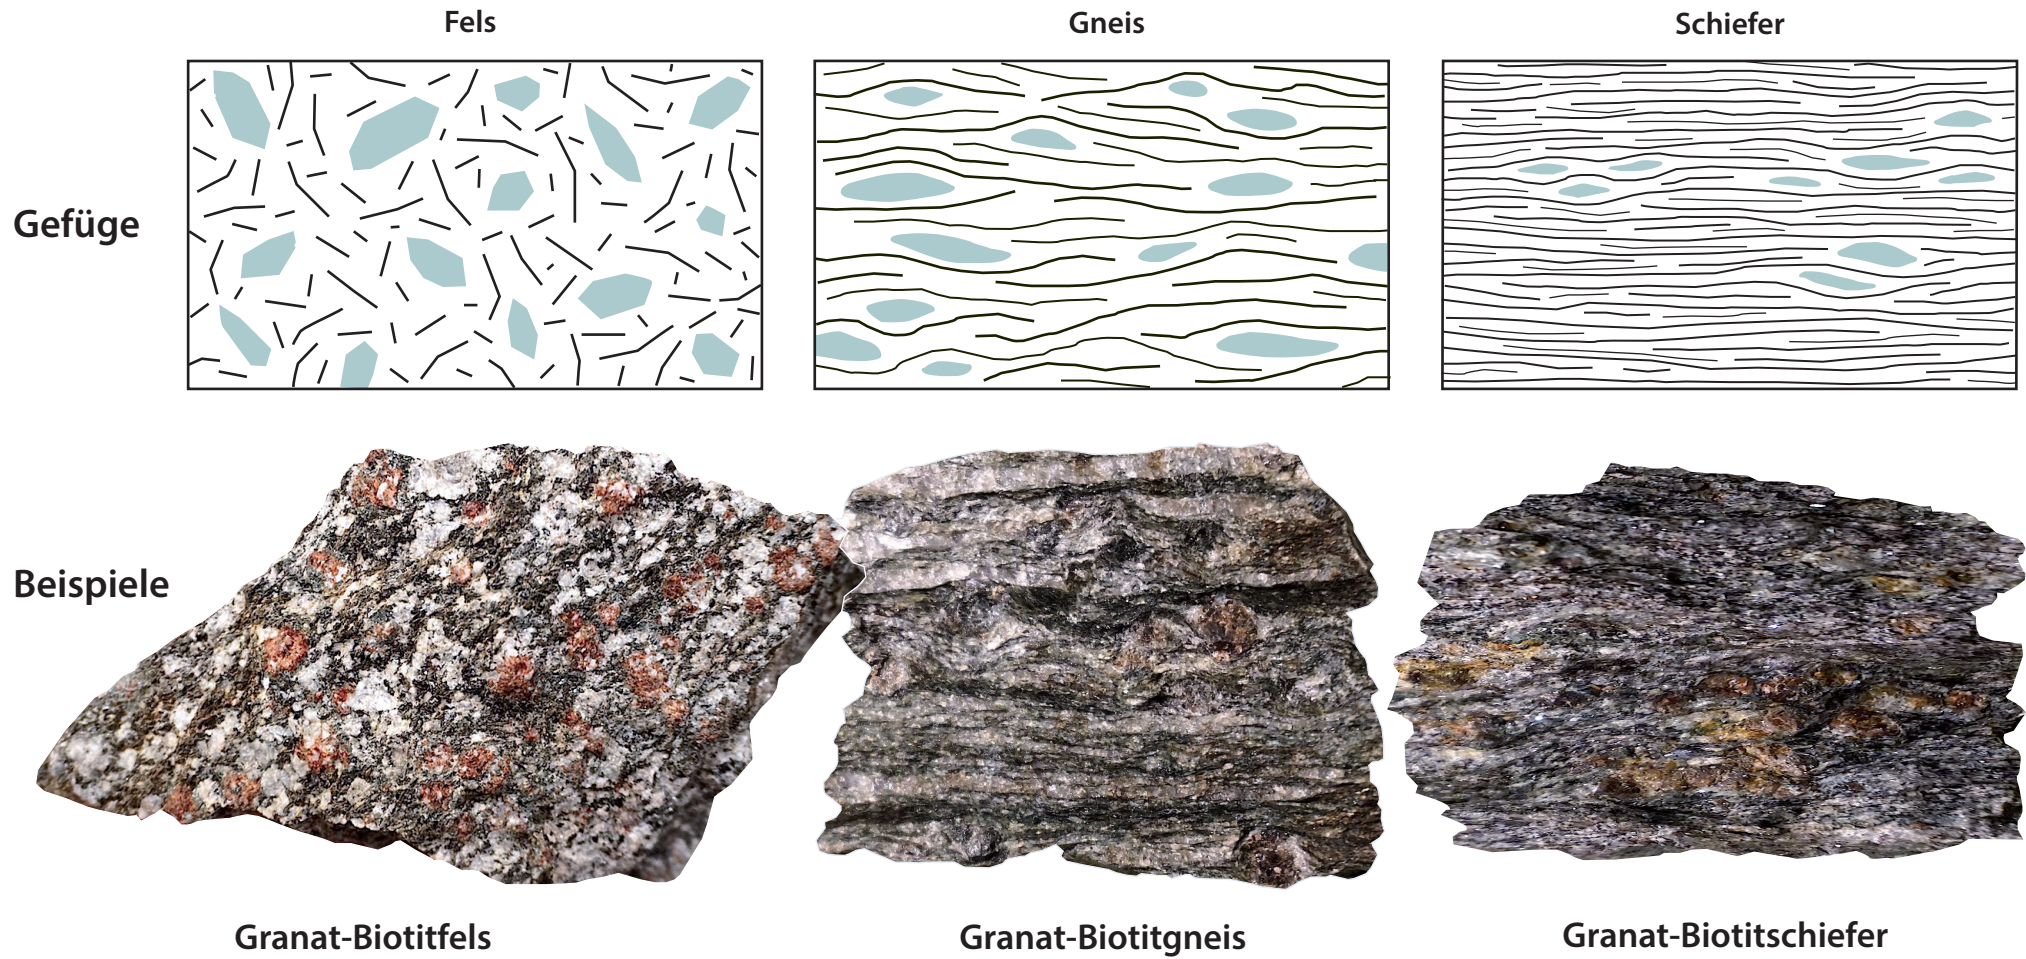 Fels
Gneis
Schiefer
Gefüge
Beispiele
Granat-Biotitfels
Granat-Biotitgneis
Granat-Biotitschiefer